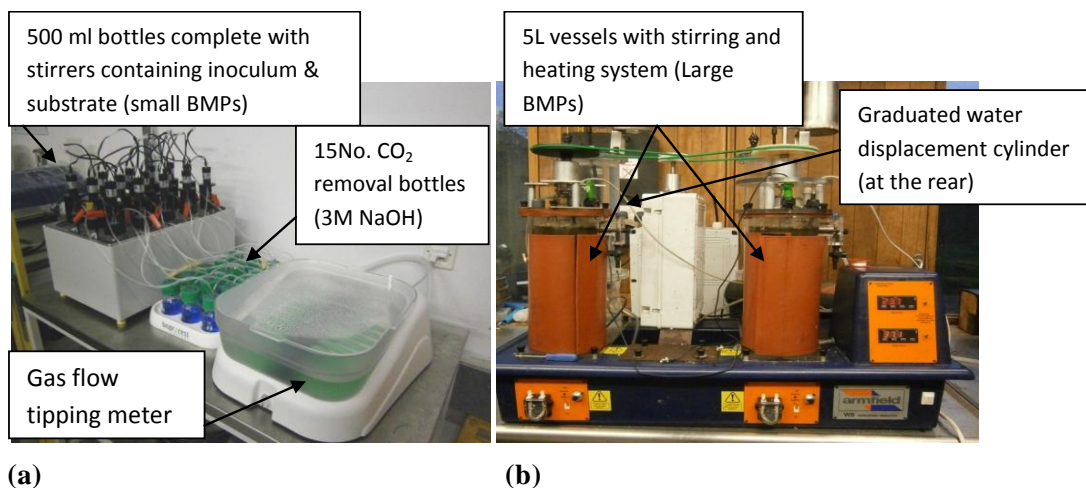 500 ml bottles complete with
stirrers containing inoculum &
substrate (small BMPs)
15No. CO₂
removal bottles
(3M NaOH)
Gas flow
tipping meter
5L vessels with stirring and
heating system (Large
BMPs)
Graduated water
displacement cylinder
(at the rear)
armfield
W8
(a)
(b)